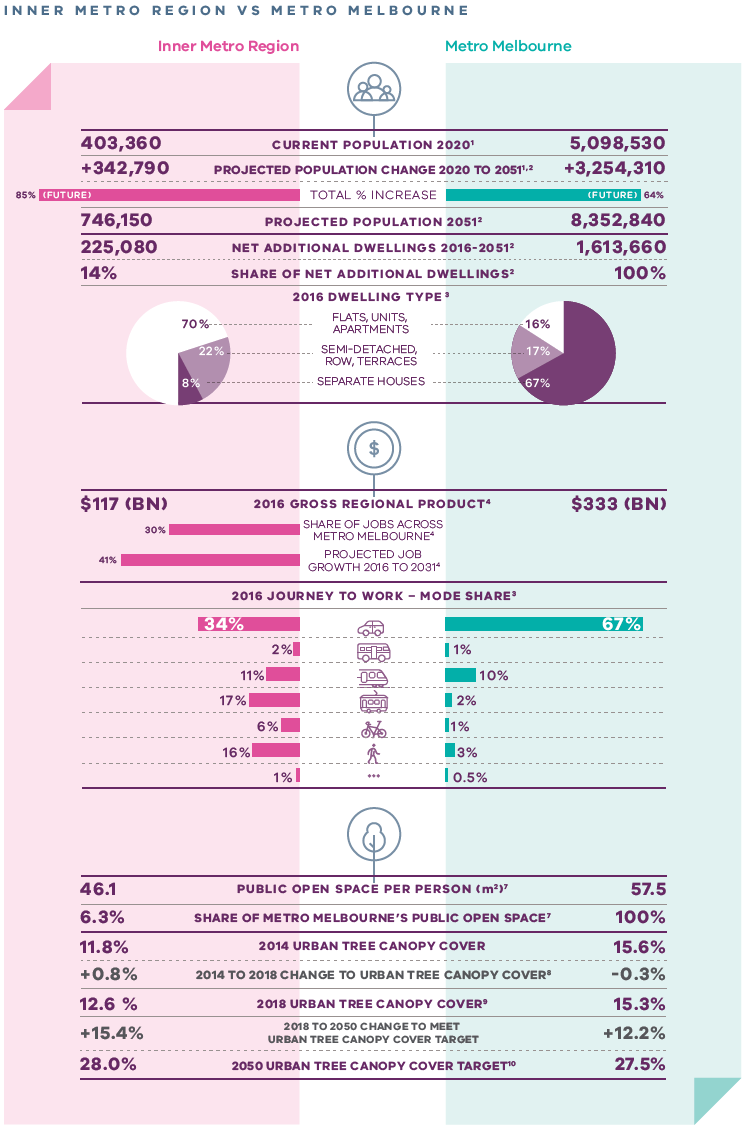 INNER METRO REGION VS METRO MELBOURNE
Inner Metro Region Metro Melbourne
403,360 CURRENT POPULATION 2020¹ 5,098,530
+342,790 PROJECTED POPULATION CHANGE 2020 TO 2051¹,² +3,254,310
85% (FUTURE) TOTAL % INCREASE (FUTURE) 64%
746,150 PROJECTED POPULATION 2051² 8,352,840
225,080 NET ADDITIONAL DWELLINGS 2016-2051² 1,613,660
14% SHARE OF NET ADDITIONAL DWELLINGS² 100%
2016 DWELLING TYPE³
70% FLATS, UNITS, 16%
APARTMENTS
22% SEMI-DETACHED, 17%
ROW, TERRACES
8% SEPARATE HOUSES 67%
$
$117 (BN) 2016 GROSS REGIONAL PRODUCT⁴ $333 (BN)
30% SHARE OF JOBS ACROSS
METRO MELBOURNE⁴
41% PROJECTED JOB
GROWTH 2016 TO 2031⁴
2016 JOURNEY TO WORK – MODE SHARE³
34% 67%
2% 1%
11% 10%
17% 2%
6% 1%
16% 3%
1% ••• 0.5%
46.1 PUBLIC OPEN SPACE PER PERSON (m²)⁷ 57.5
6.3% SHARE OF METRO MELBOURNE'S PUBLIC OPEN SPACE⁷ 100%
11.8% 2014 URBAN TREE CANOPY COVER 15.6%
+0.8% 2014 TO 2018 CHANGE TO URBAN TREE CANOPY COVER⁸ -0.3%
12.6 % 2018 URBAN TREE CANOPY COVER⁹ 15.3%
+15.4% 2018 TO 2050 CHANGE TO MEET +12.2%
URBAN TREE CANOPY COVER TARGET
28.0% 2050 URBAN TREE CANOPY COVER TARGET¹⁰ 27.5%